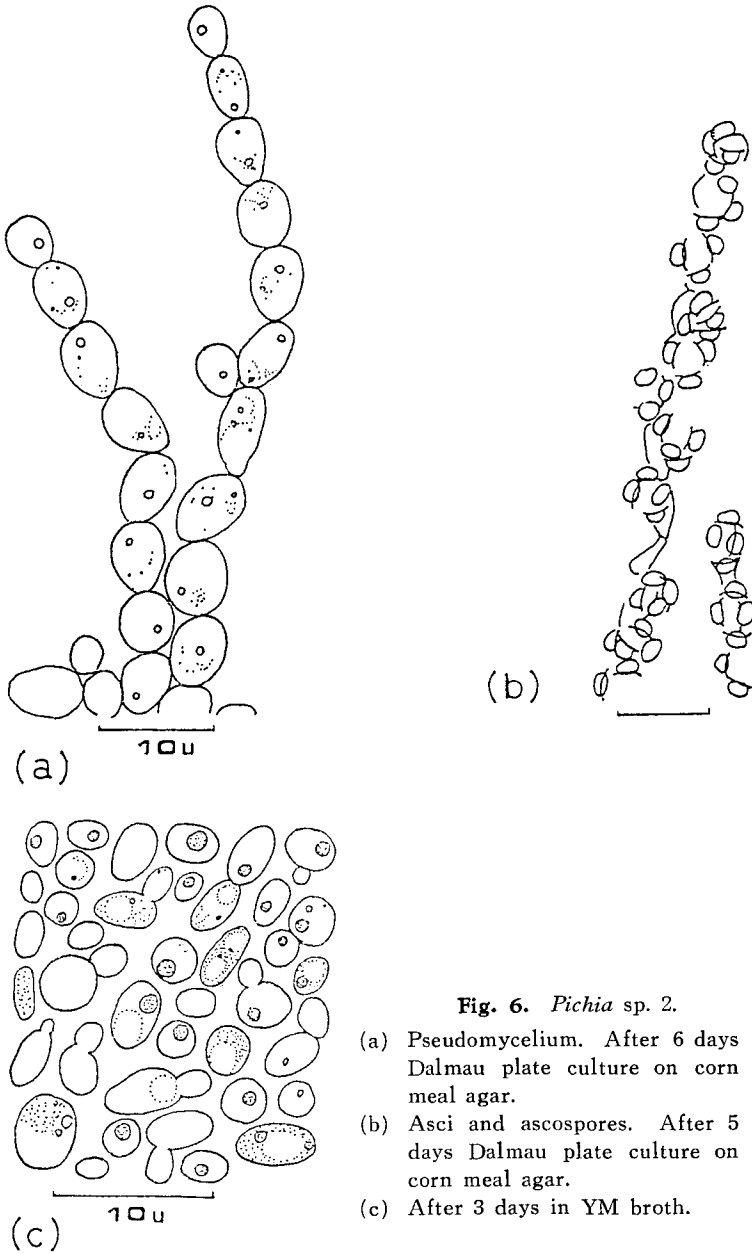 (a)
10u
(b)
(c)
10u
Fig. 6. Pichia sp. 2.
(a) Pseudomycelium. After 6 days
Dalmau plate culture on corn
meal agar.
(b) Asci and ascospores. After 5
days Dalmau plate culture on
corn meal agar.
(c) After 3 days in YM broth.